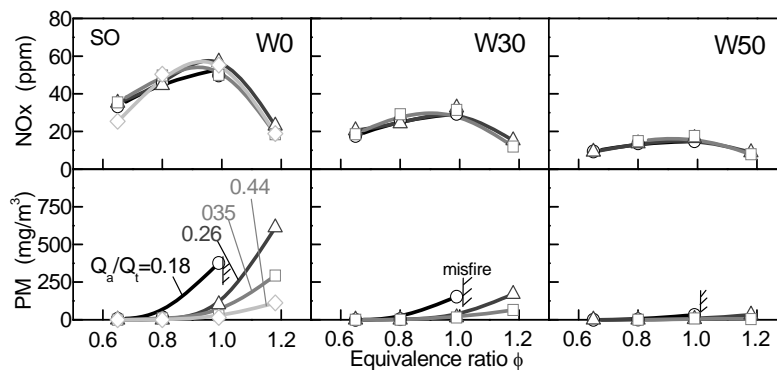 SO W0 W30 W50
80
60
40
20
0
NOx (ppm)
750
500
250
0
PM (mg/m³)
0.44
035
0.26
Qₐ/Qₜ=0.18
misfire
0.6 0.8 1.0 1.2 0.6 0.8 1.0 1.2 0.6 0.8 1.0 1.2
Equivalence ratio ϕ